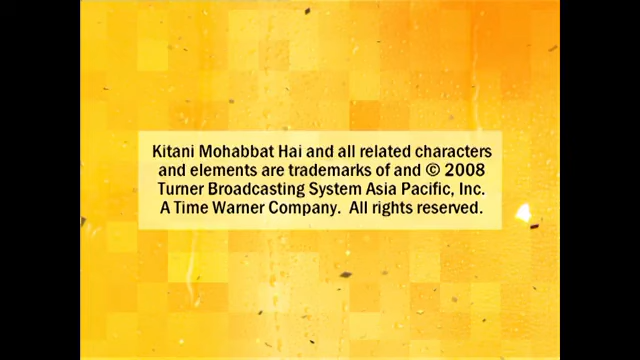 Kitani Mohabbat Hai and all related characters
and elements are trademarks of and © 2008
Turner Broadcasting System Asia Pacific, Inc.
A Time Warner Company. All rights reserved.